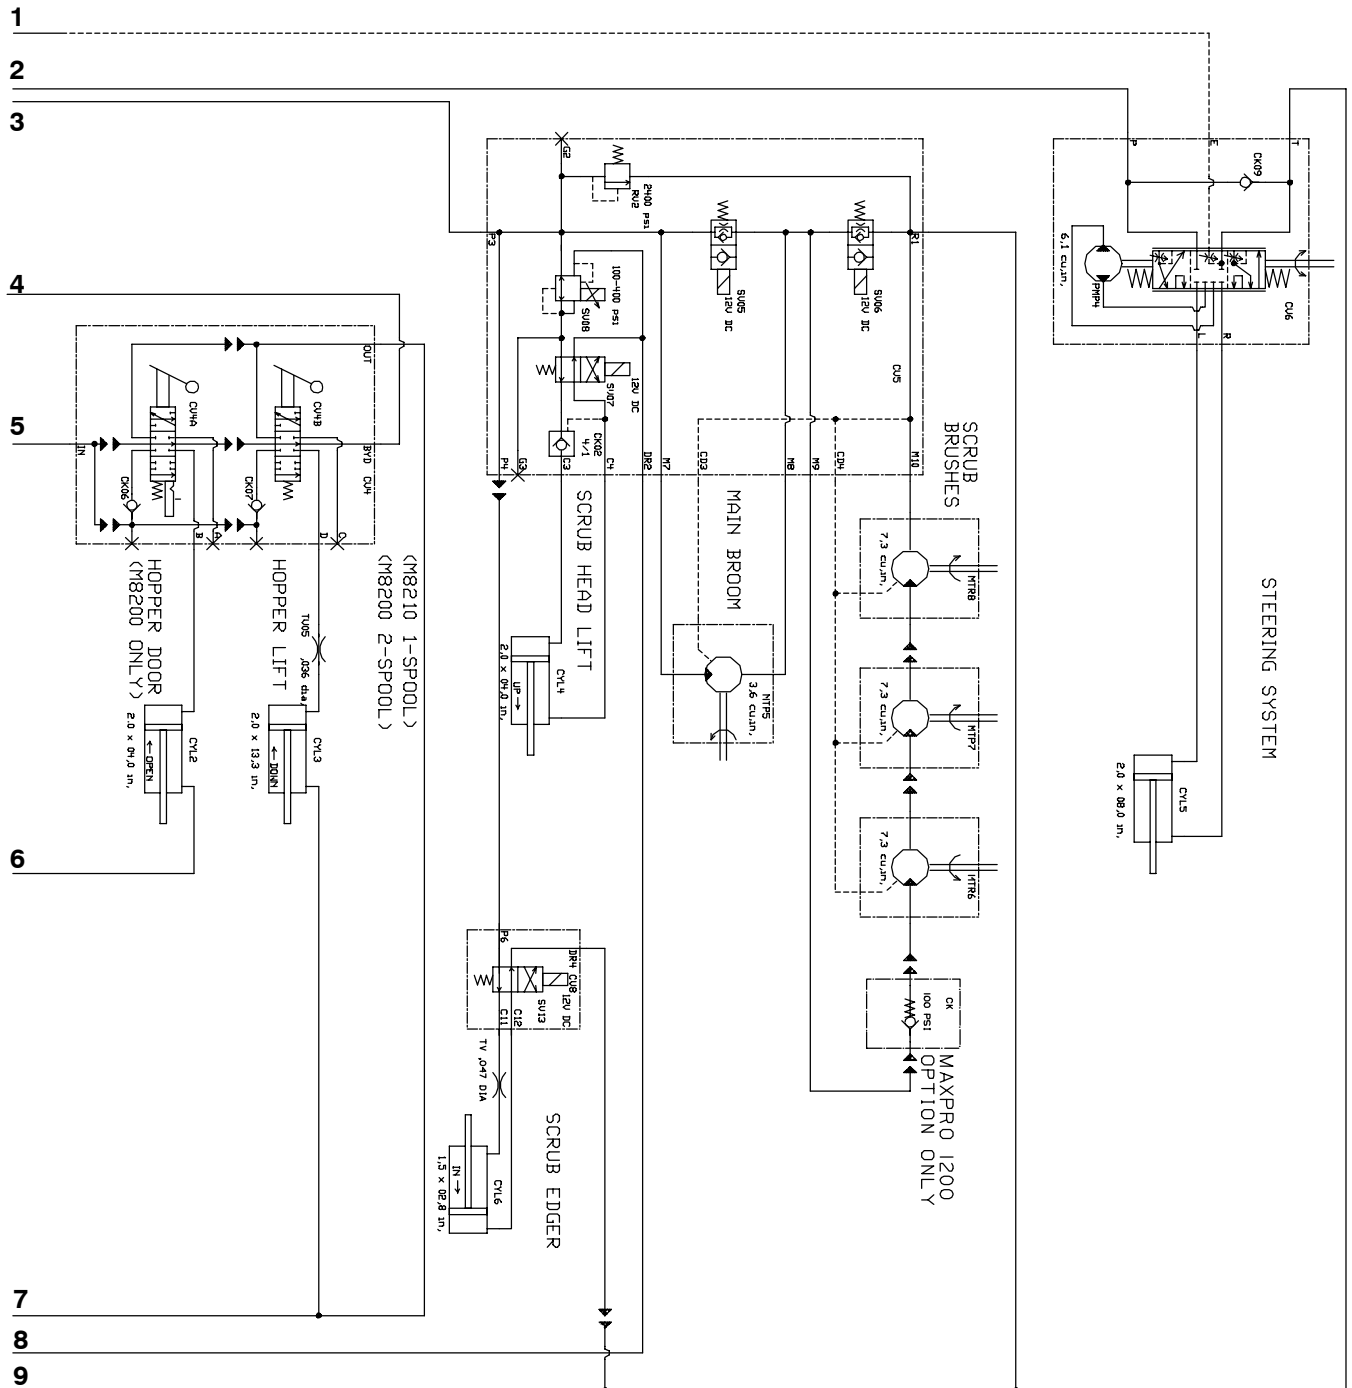 1
2
3
4
5
6
7
8
9
P
E
T
CK09
6,1 cu,in,
PMP4
CV6
L
R
STEERING SYSTEM
CYL5
2,0 × 08,0 in,
G2
2400 PSI
RV2
P3
R1
SV05
12V DC
SV06
12V DC
100-400 PSI
SV08
CV5
12V DC
SV07
CK02
4/1
P4
G3
C3
C4
DR2
M7
CD3
M8
M9
CD4
M10
SCRUB
BRUSHES
MAIN BROOM
SCRUB HEAD LIFT
7,3 cu,in,
MTR8
7,3 cu,in,
MTP7
7,3 cu,in,
MTR6
MTP5
3,6 cu,in,
CYL4
UP→
2,0 × 04,0 in,
CK
100 PSI
MAXPRO 1200
OPTION ONLY
OUT
CV4A
CV4B
IN
BYD
CV4
CK06
CK07
B
A
D
C
(M8210 1-SPOOL)
(M8200 2-SPOOL)
HOPPER LIFT
HOPPER DOOR
(M8200 ONLY)
TV05
,036 dia,
CYL3
←DOWN
2,0 × 13,3 in,
CYL2
←OPEN
2,0 × 04,0 in,
P6
DR4
CV8
12V DC
SV13
C11
C12
TV ,047 DIA
SCRUB EDGER
CYL6
IN→
1,5 × 02,8 in,